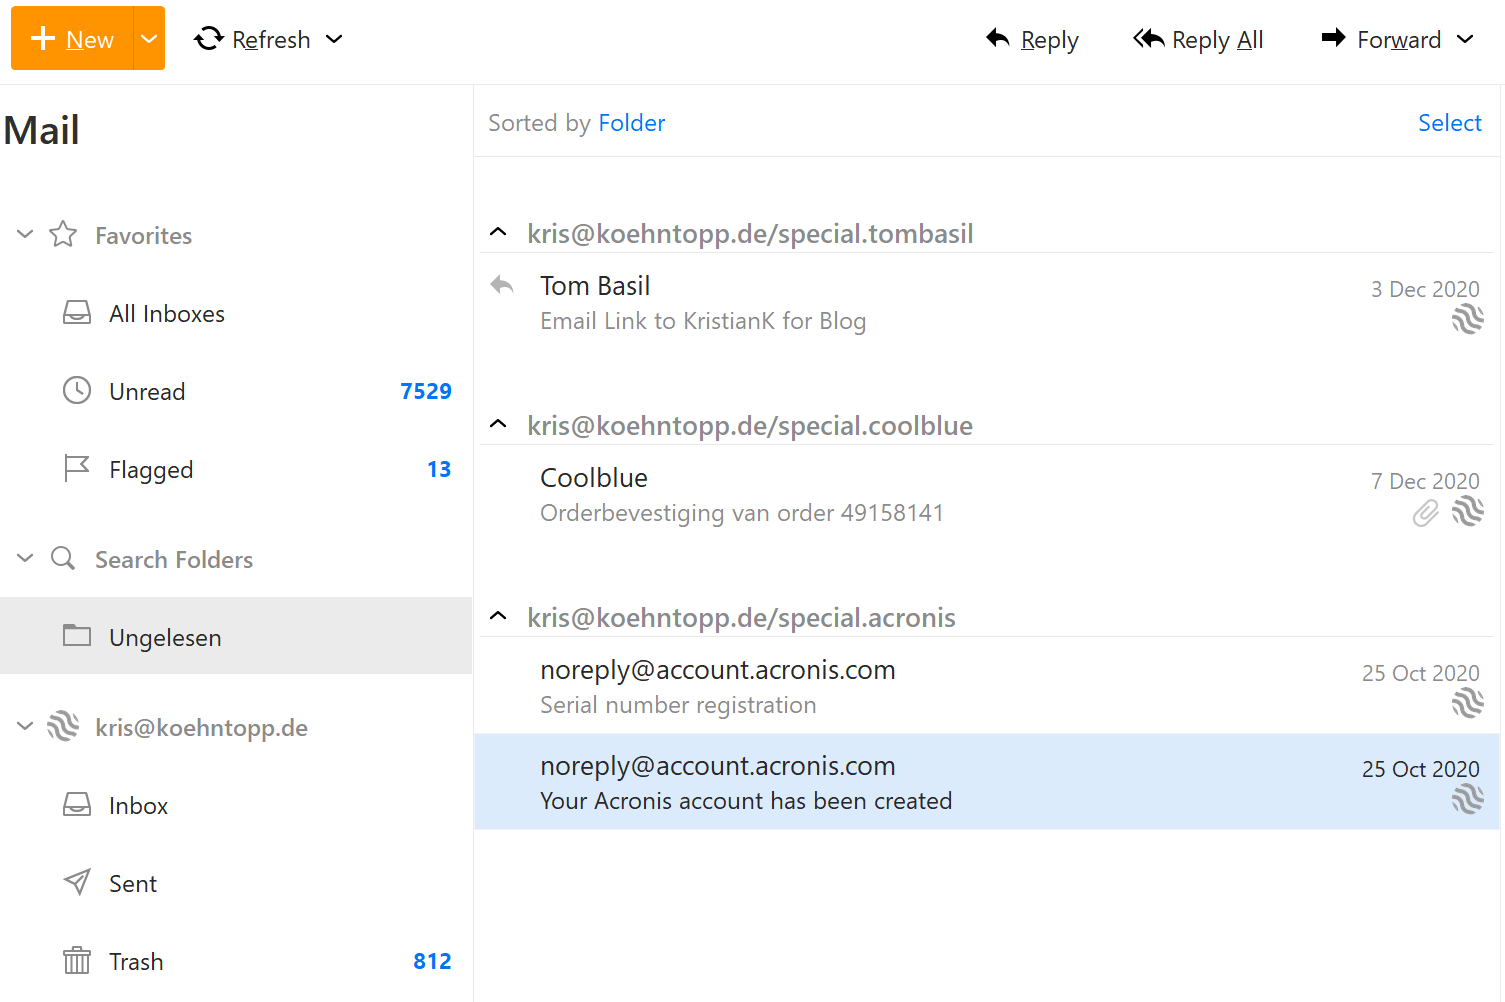 New
Refresh
Reply
Reply All
Forward
Mail
Favorites
All Inboxes
Unread 7529
Flagged 13
Search Folders
Ungelesen
kris@koehntopp.de
Inbox
Sent
Trash 812
Sorted by Folder
Select
kris@koehntopp.de/special.tombasil
Tom Basil 3 Dec 2020
Email Link to KristianK for Blog
kris@koehntopp.de/special.coolblue
Coolblue 7 Dec 2020
Orderbevestiging van order 49158141
kris@koehntopp.de/special.acronis
noreply@account.acronis.com 25 Oct 2020
Serial number registration
noreply@account.acronis.com 25 Oct 2020
Your Acronis account has been created